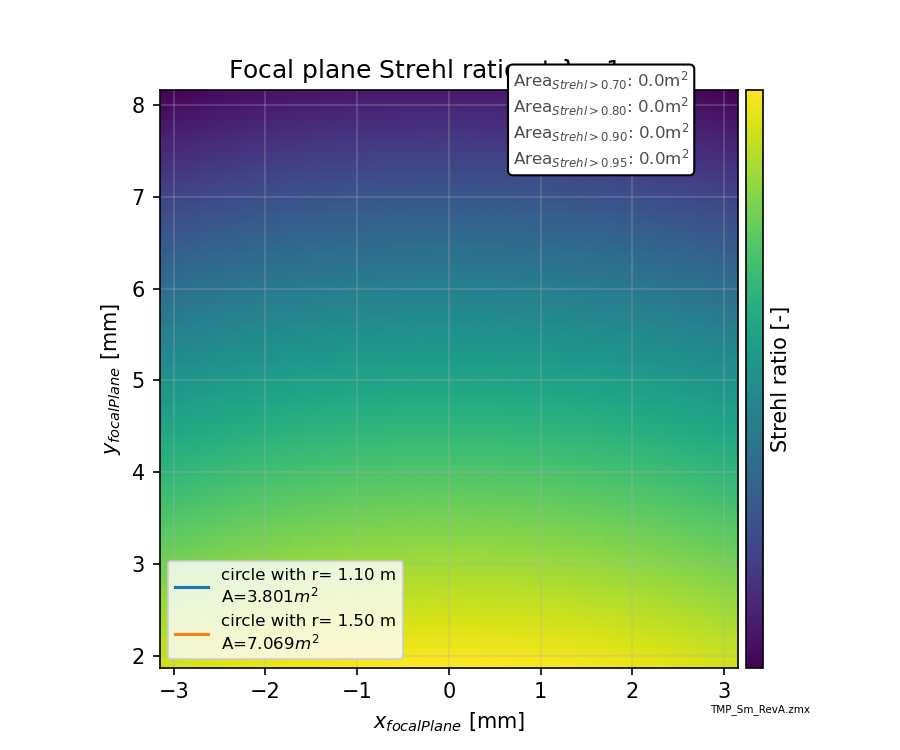 Focal plane Strehl ratio
Area_{Strehl>0.70}: 0.0m²
Area_{Strehl>0.80}: 0.0m²
Area_{Strehl>0.90}: 0.0m²
Area_{Strehl>0.95}: 0.0m²
8
7
6
5
4
3
2
y_{focalPlane} [mm]
Strehl ratio [-]
circle with r= 1.10 m
A=3.801m²
circle with r= 1.50 m
A=7.069m²
−3 −2 −1 0 1 2 3
x_{focalPlane} [mm]
TMP_Sm_RevA.zmx